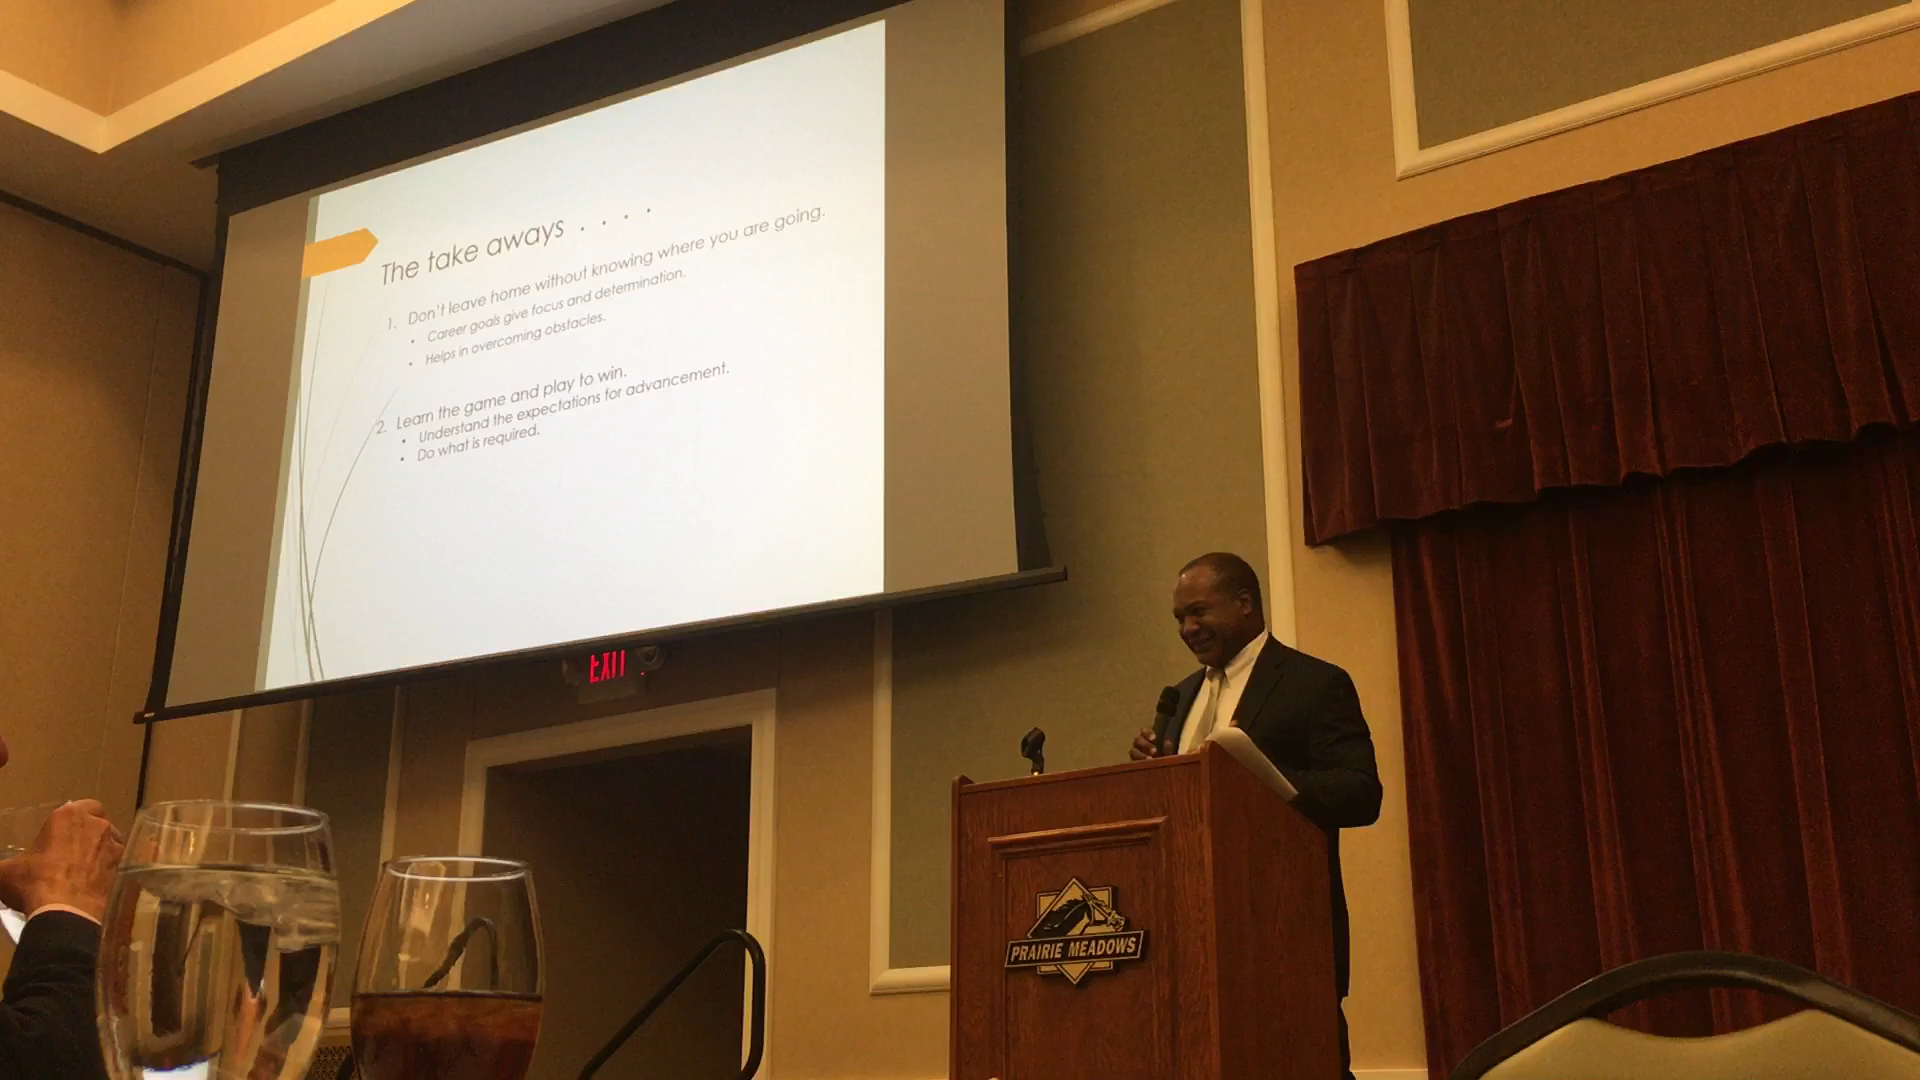 The take aways . . . .
1. Don't leave home without knowing where you are going.
• Career goals give focus and determination.
• Helps in overcoming obstacles.
2. Learn the game and play to win.
• Understand the expectations for advancement.
• Do what is required.
EXIT
PRAIRIE MEADOWS